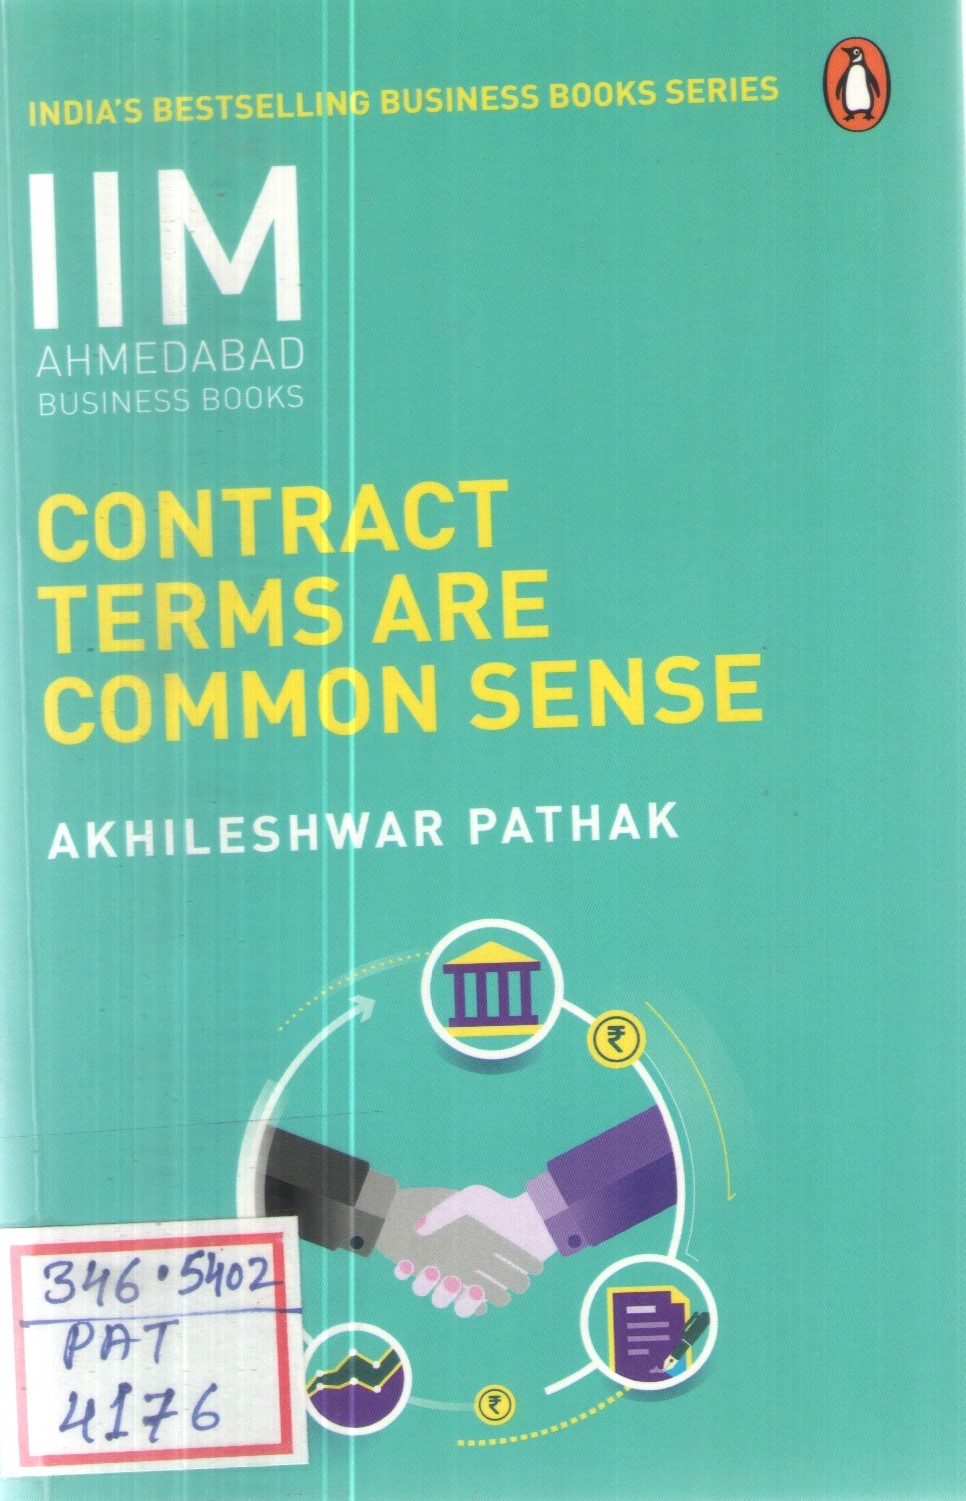 INDIA'S BESTSELLING BUSINESS BOOKS SERIES
IIM
AHMEDABAD
BUSINESS BOOKS
CONTRACT
TERMS ARE
COMMON SENSE
AKHILESHWAR PATHAK
₹
₹
346.5402
PAT
4176